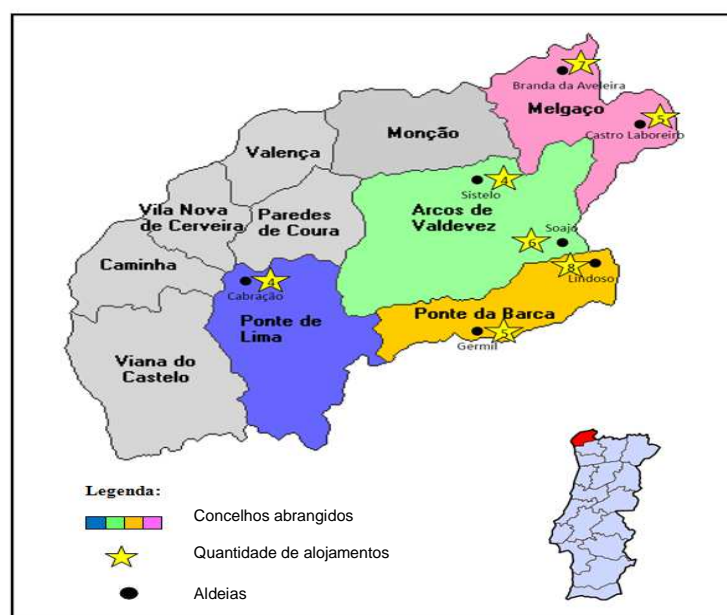 7
Branda da Aveleira
Melgaço
5
Castro Laboreiro
Monção
Valença
4
Sistelo
Arcos de
Valdevez
Vila Nova
de Cerveira
Paredes
de Coura
Soajo
6
Caminha
8
Lindoso
4
Cabração
Ponte de
Lima
Ponte da Barca
5
Germil
Viana do
Castelo
Legenda:
Concelhos abrangidos
Quantidade de alojamentos
Aldeias